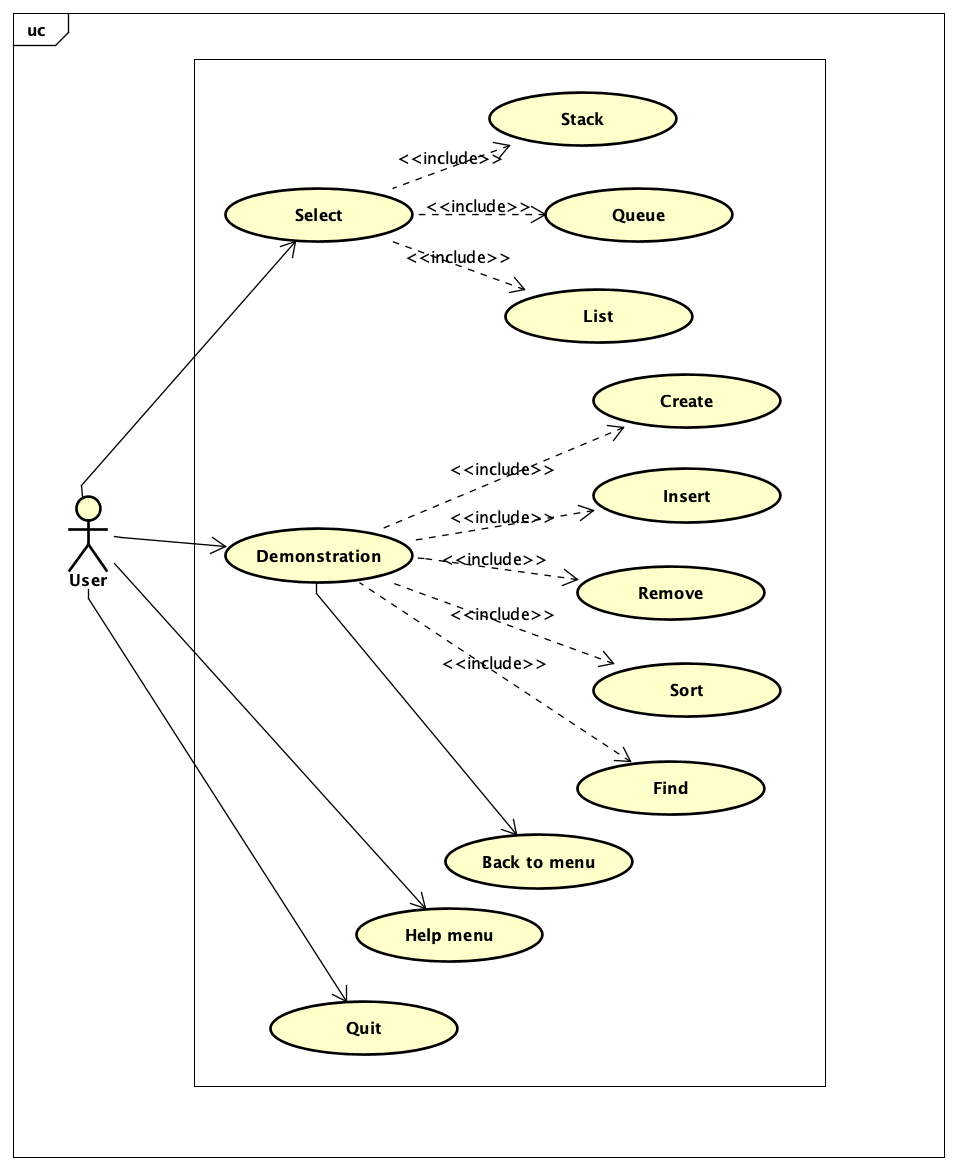 uc
Stack
<<include>>
Select
<<include>>
Queue
<<include>>
List
Create
<<include>>
Insert
<<include>>
Demonstration
<<include>>
User
Remove
<<include>>
<<include>>
Sort
Find
Back to menu
Help menu
Quit